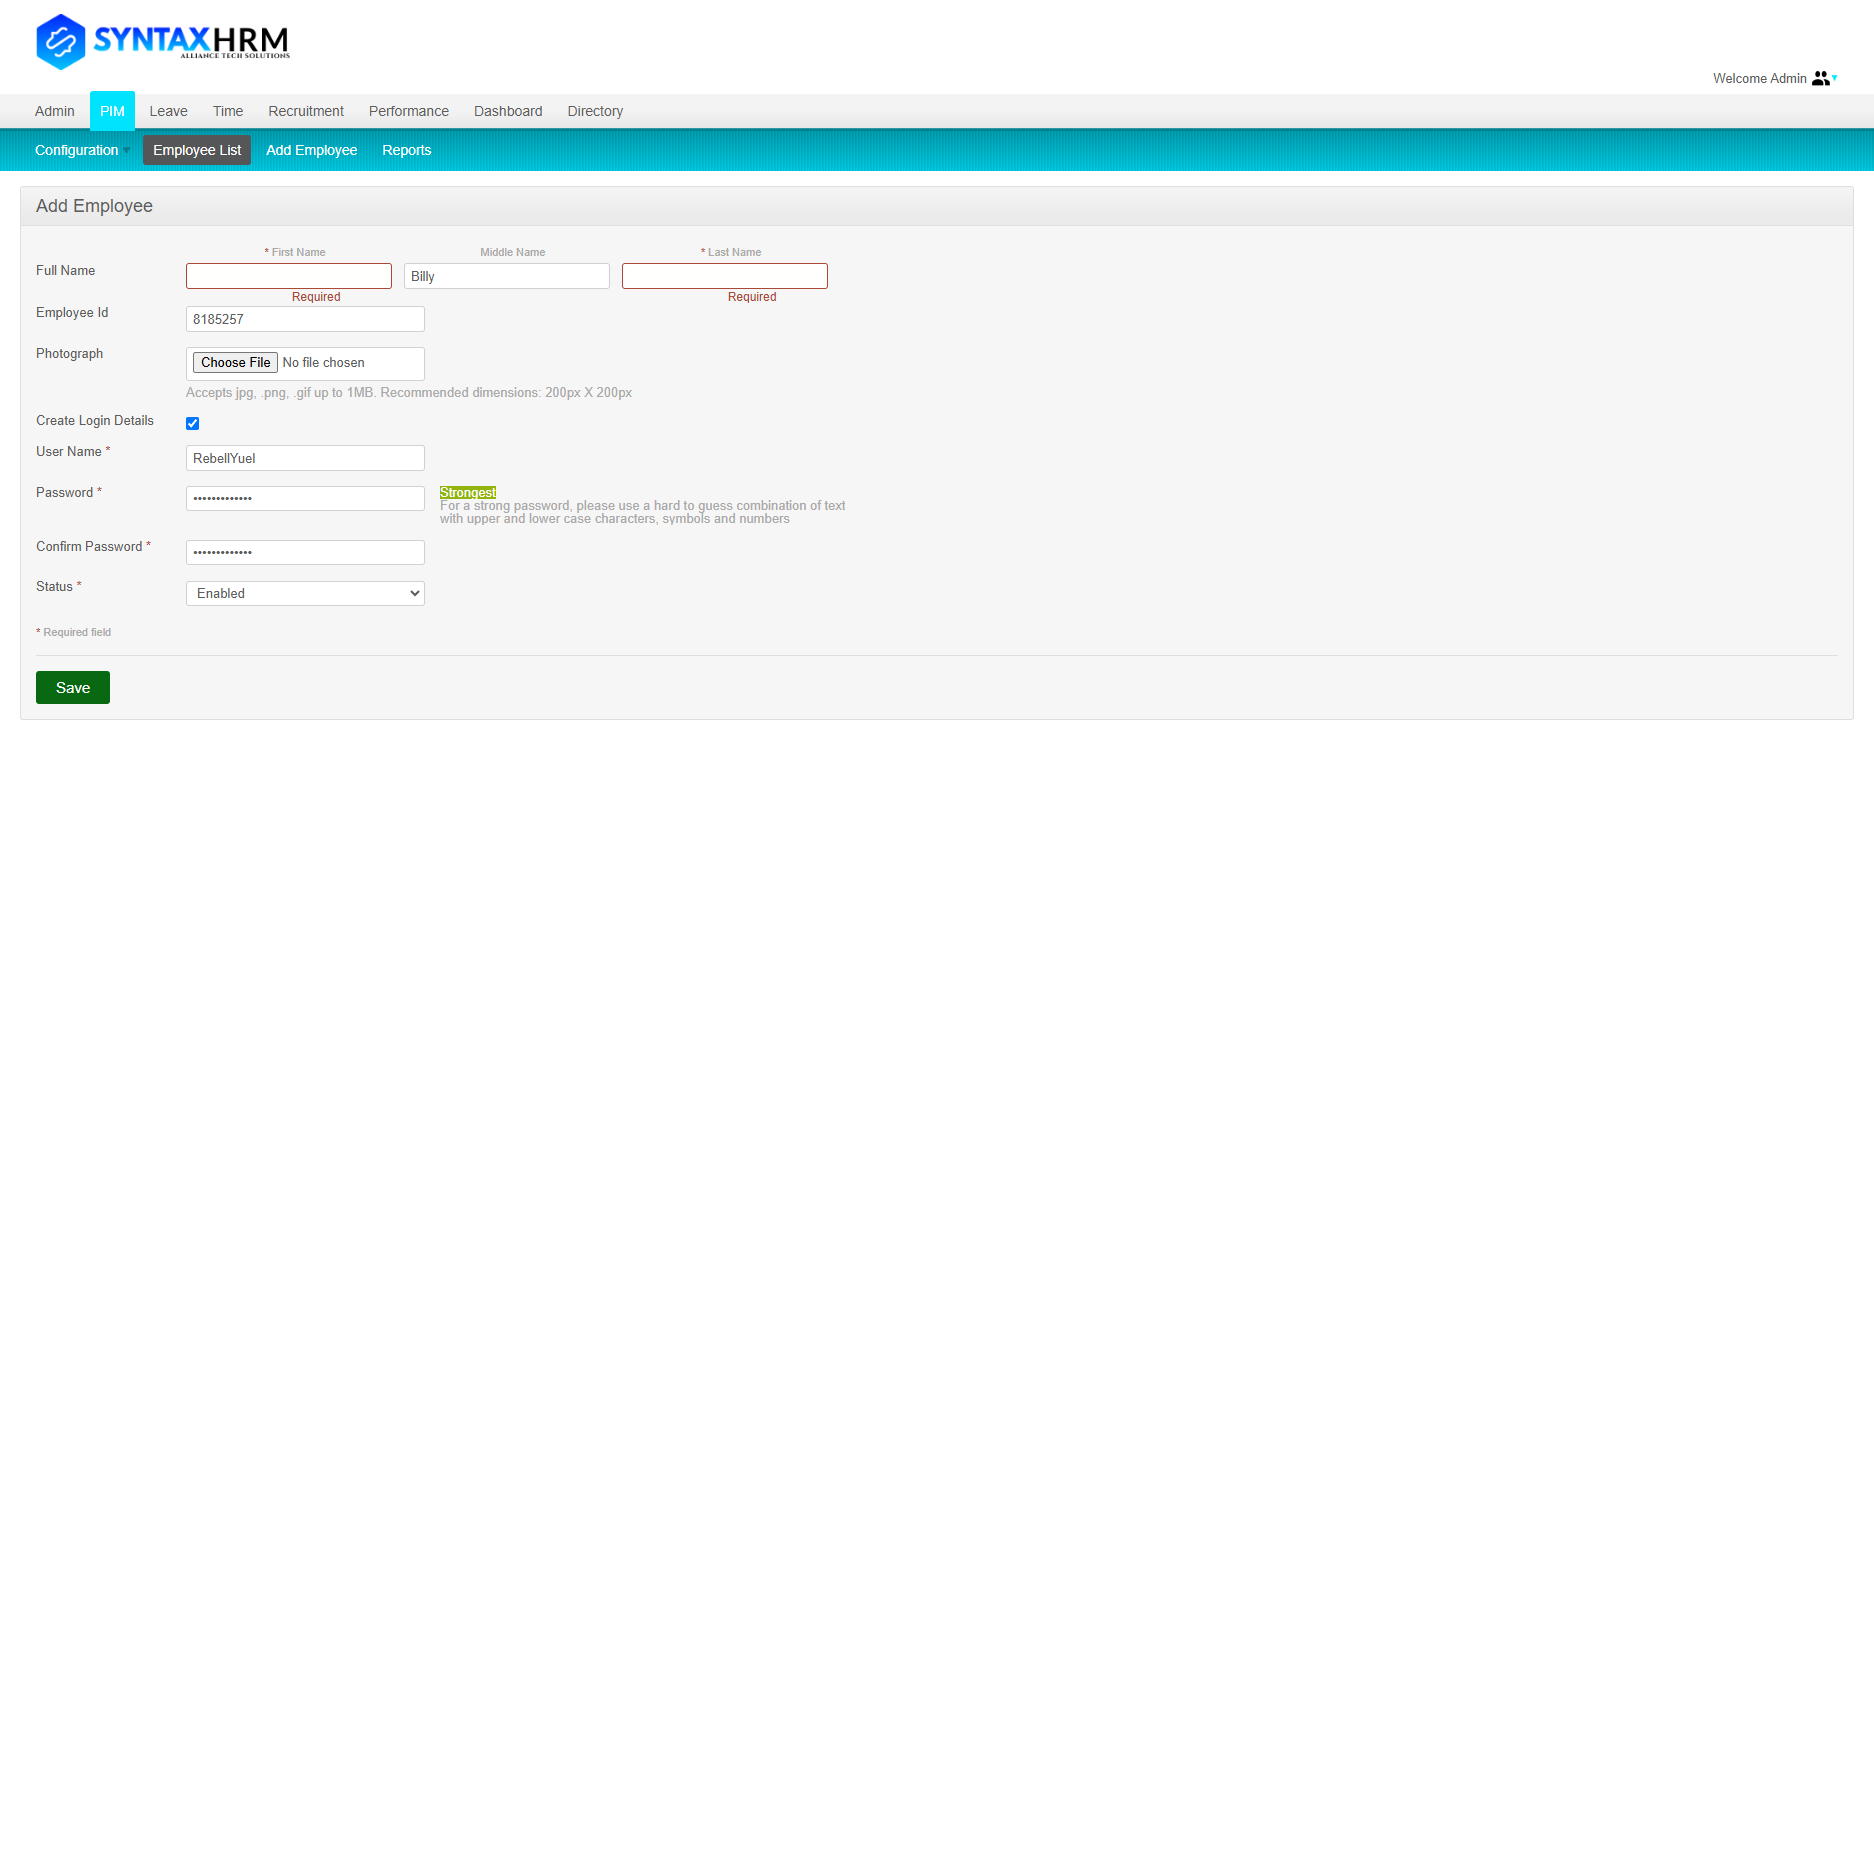 SYNTAXHRM
ALLIANCE TECH SOLUTIONS
Welcome Admin
Admin PIM Leave Time Recruitment Performance Dashboard Directory
Configuration Employee List Add Employee Reports
Add Employee
* First Name Middle Name * Last Name
Full Name Billy
Required Required
Employee Id 8185257
Photograph Choose File No file chosen
Accepts jpg, .png, .gif up to 1MB. Recommended dimensions: 200px X 200px
Create Login Details
User Name * RebellYuel
Password * ••••••••••••• Strongest
For a strong password, please use a hard to guess combination of text
with upper and lower case characters, symbols and numbers
Confirm Password * •••••••••••••
Status * Enabled
* Required field
Save